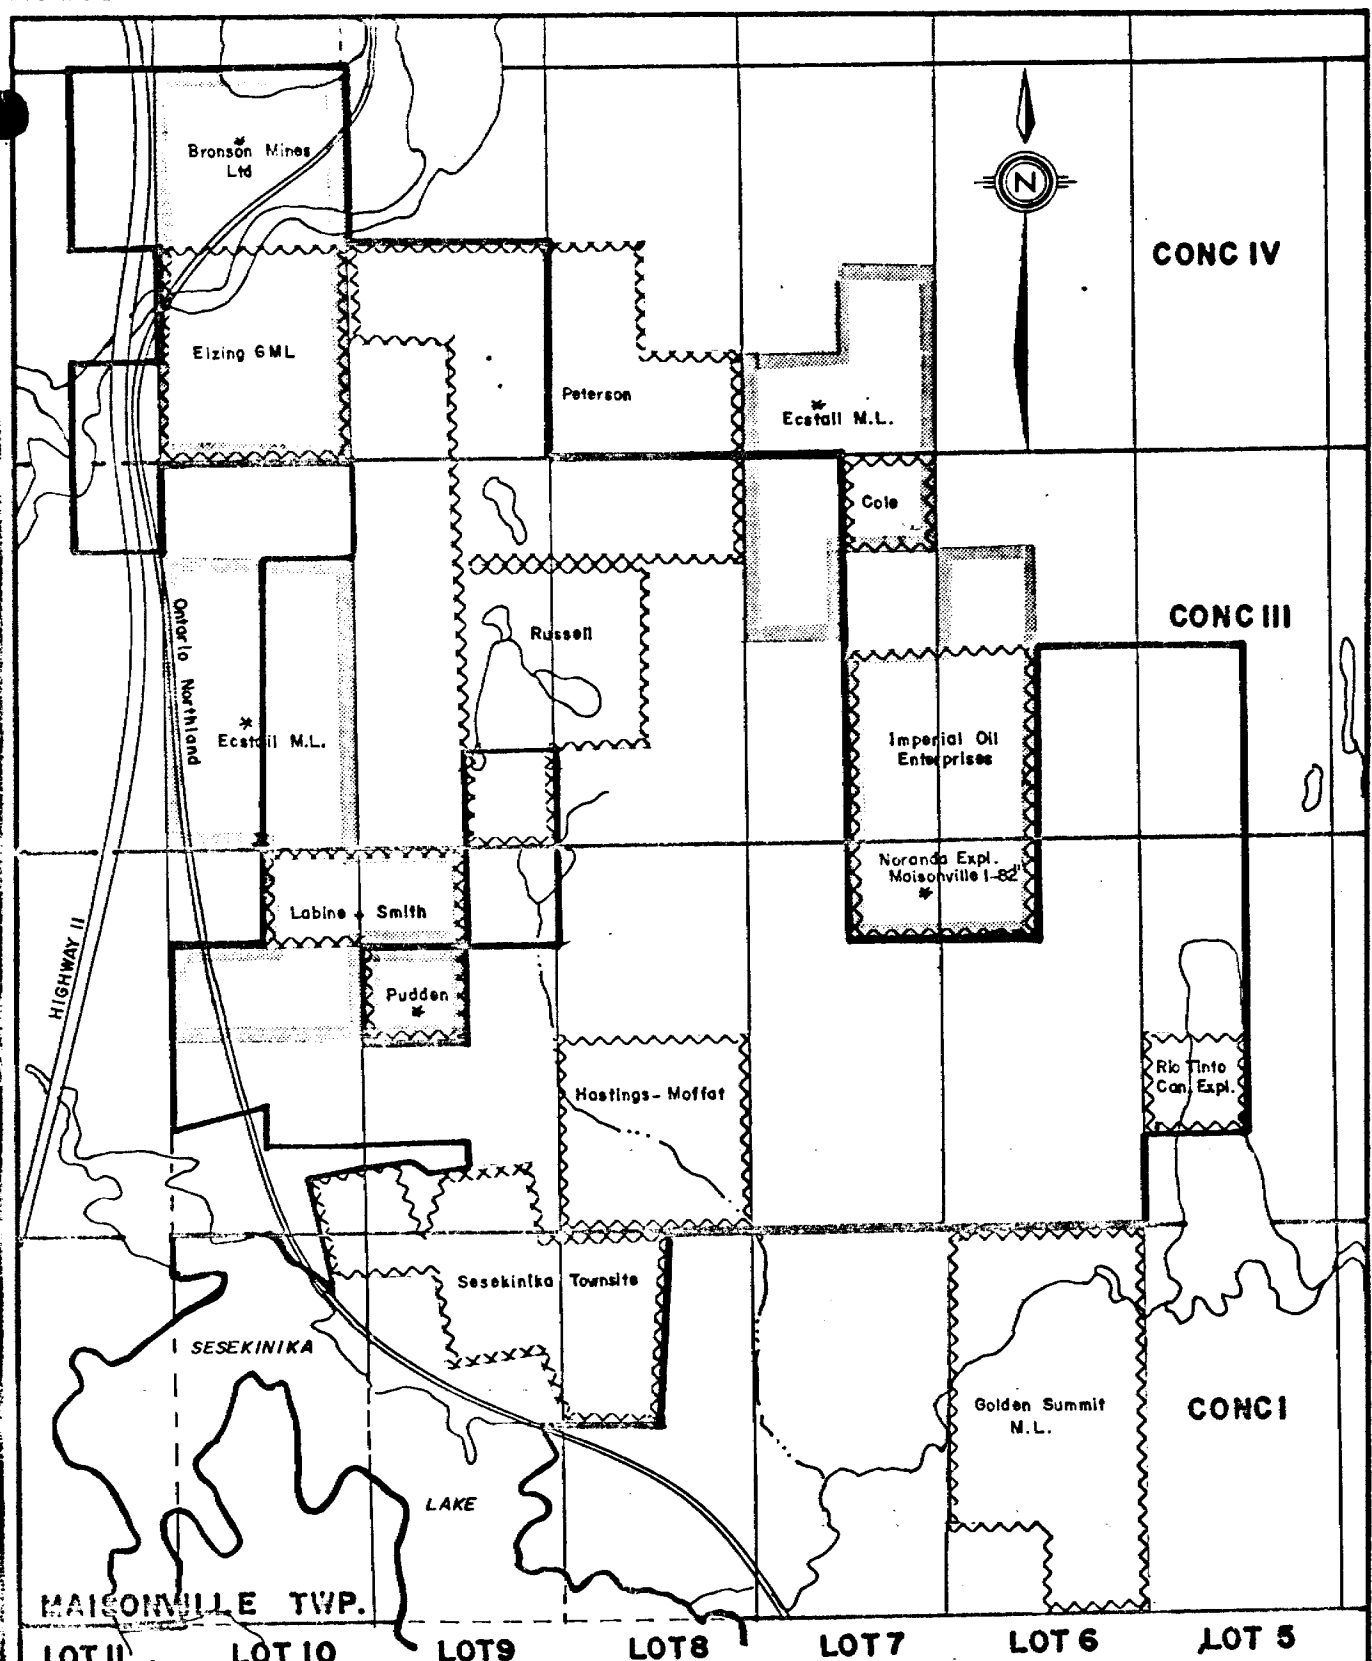 Bronson Mines
Ltd
N
CONC IV
Elzing GML
Peterson
Ecstall M.L.
Cole
CONC III
Ontario Northland
Russell
Ecstall M.L.
Imperial Oil
Enterprises
Noranda Expl.
Maisonville 1-82
Labine + Smith
HIGHWAY 11
Pudden
Hastings - Moffat
Rio Tinto
Can. Expl.
Sesekinika Townsite
SESEKINIKA
Golden Summit
M.L.
CONC I
LAKE
MAISONVILLE TWP.
LOT 11 LOT 10 LOT 9 LOT 8 LOT 7 LOT 6 LOT 5